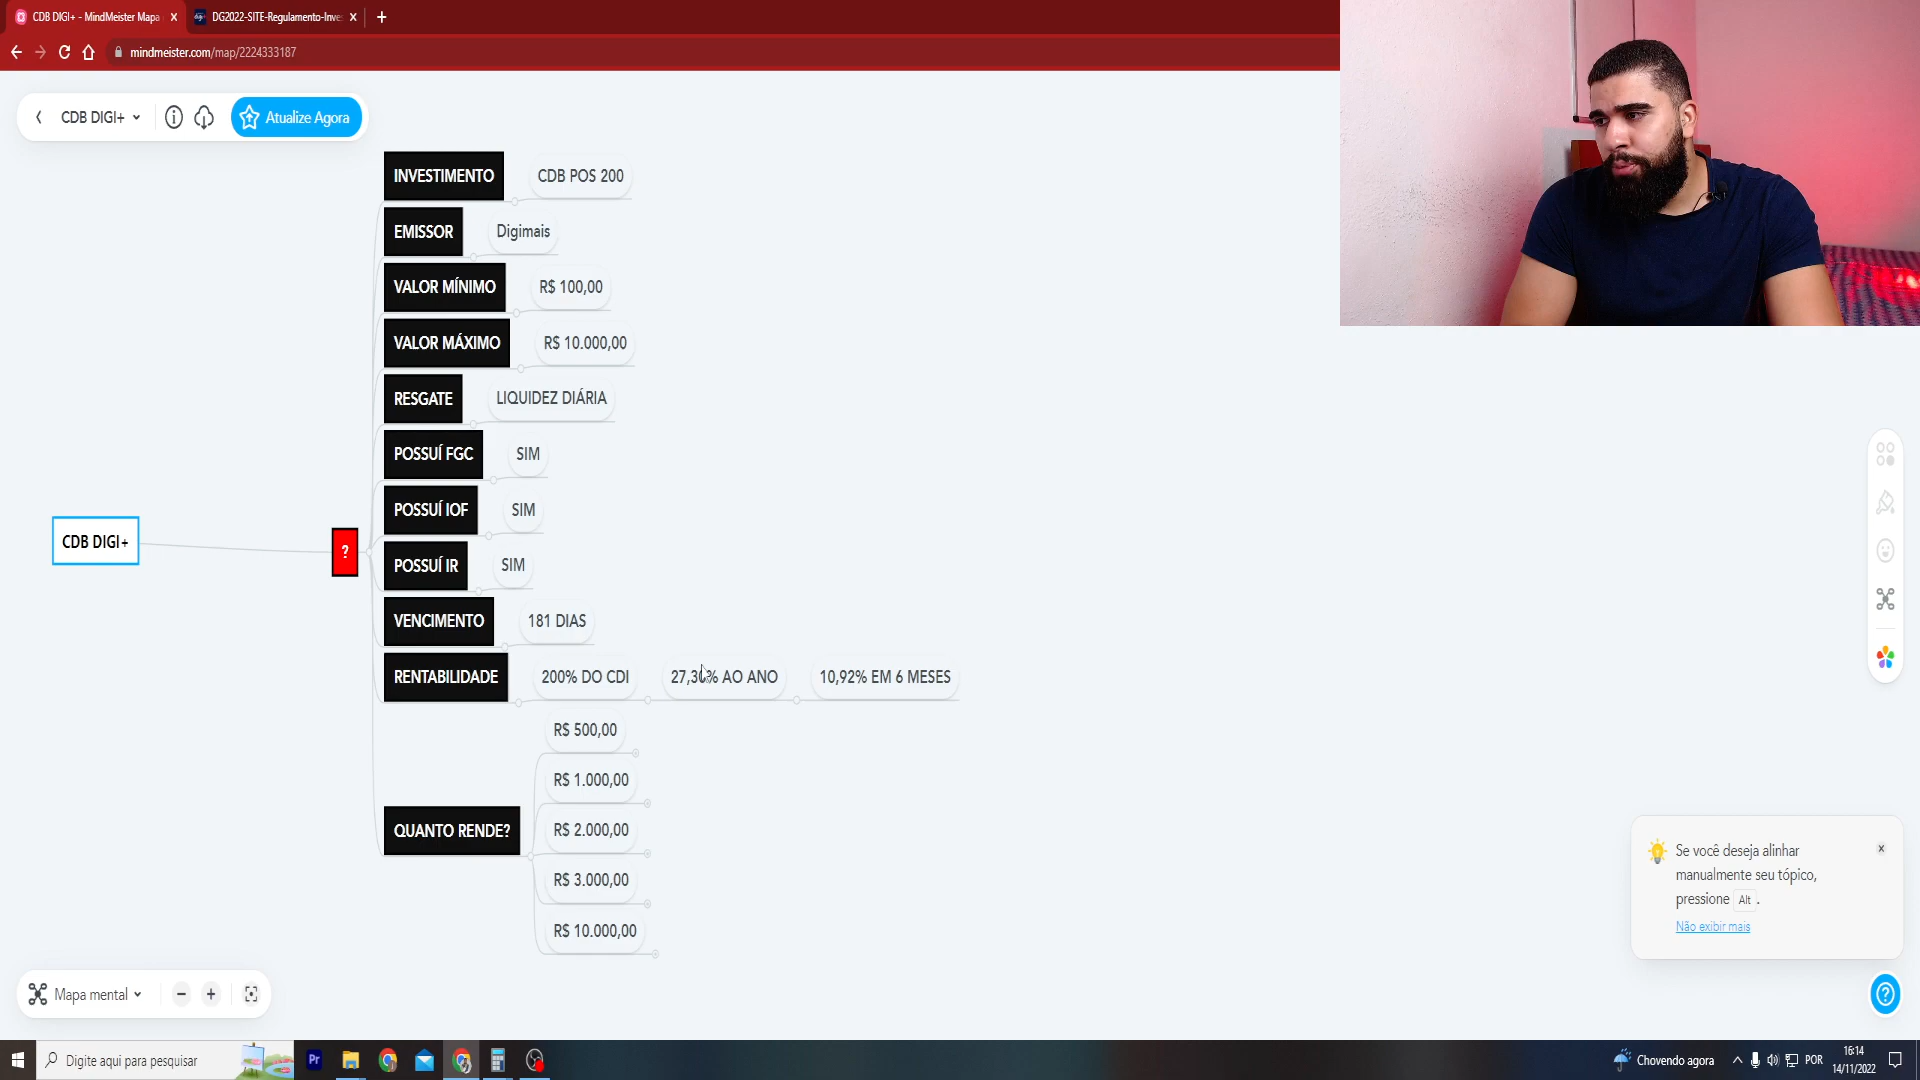 CDB DIGI+ - MindMeister Mapa
DG2022-SITE-Regulamento-Inve
mindmeister.com/map/2224333187
CDB DIGI+
Atualize Agora
INVESTIMENTO
CDB POS 200
EMISSOR
Digimais
VALOR MÍNIMO
R$ 100,00
VALOR MÁXIMO
R$ 10.000,00
RESGATE
LIQUIDEZ DIÁRIA
POSSUÍ FGC
SIM
POSSUÍ IOF
SIM
CDB DIGI+
?
POSSUÍ IR
SIM
VENCIMENTO
181 DIAS
RENTABILIDADE
200% DO CDI
27,30% AO ANO
10,92% EM 6 MESES
QUANTO RENDE?
R$ 500,00
R$ 1.000,00
R$ 2.000,00
R$ 3.000,00
R$ 10.000,00
Se você deseja alinhar
manualmente seu tópico,
pressione Alt .
Não exibir mais
Mapa mental
Digite aqui para pesquisar
Pr
Chovendo agora
POR
16:14
14/11/2022